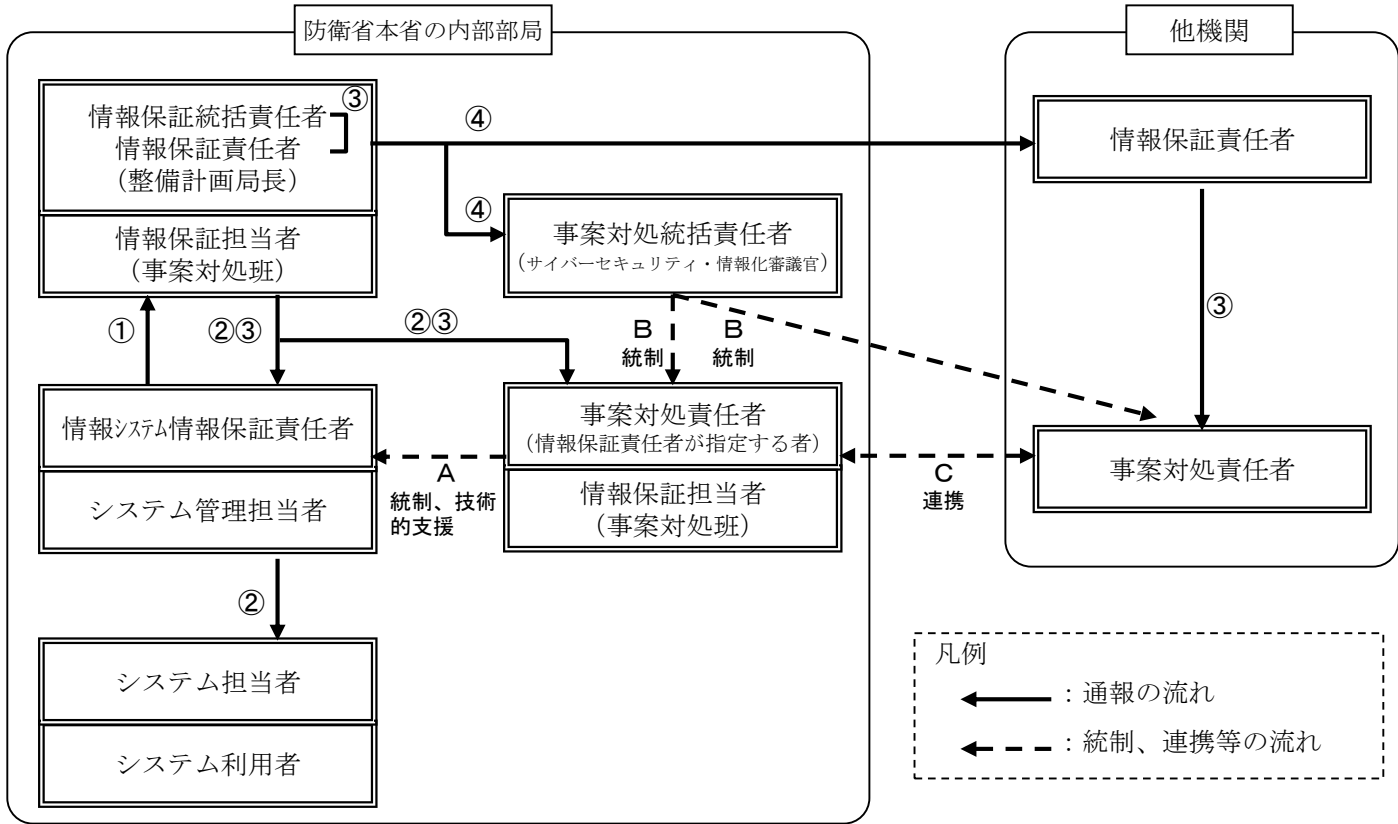 防衛省本省の内部部局
情報保証統括責任者
③
情報保証責任者
（整備計画局長）
情報保証担当者
（事案対処班）
④
④
事案対処統括責任者
（サイバーセキュリティ・情報化審議官）
①
②③
②③
B
統制
B
統制
情報システム情報保証責任者
システム管理担当者
事案対処責任者
（情報保証責任者が指定する者）
情報保証担当者
（事案対処班）
A
統制、技術
的支援
C
連携
②
システム担当者
システム利用者
他機関
情報保証責任者
③
事案対処責任者
凡例
：通報の流れ
：統制、連携等の流れ